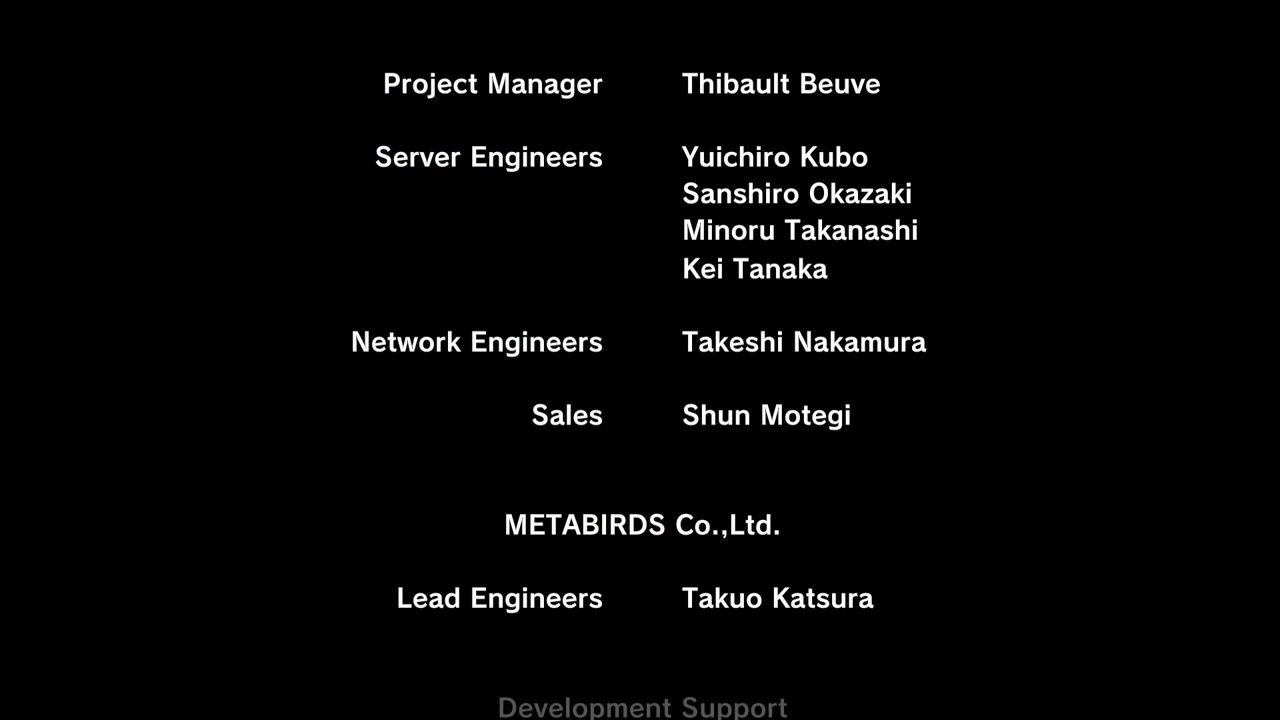 Project Manager Thibault Beuve
Server Engineers Yuichiro Kubo
Sanshiro Okazaki
Minoru Takanashi
Kei Tanaka
Network Engineers Takeshi Nakamura
Sales Shun Motegi
METABIRDS Co.,Ltd.
Lead Engineers Takuo Katsura
Development Support